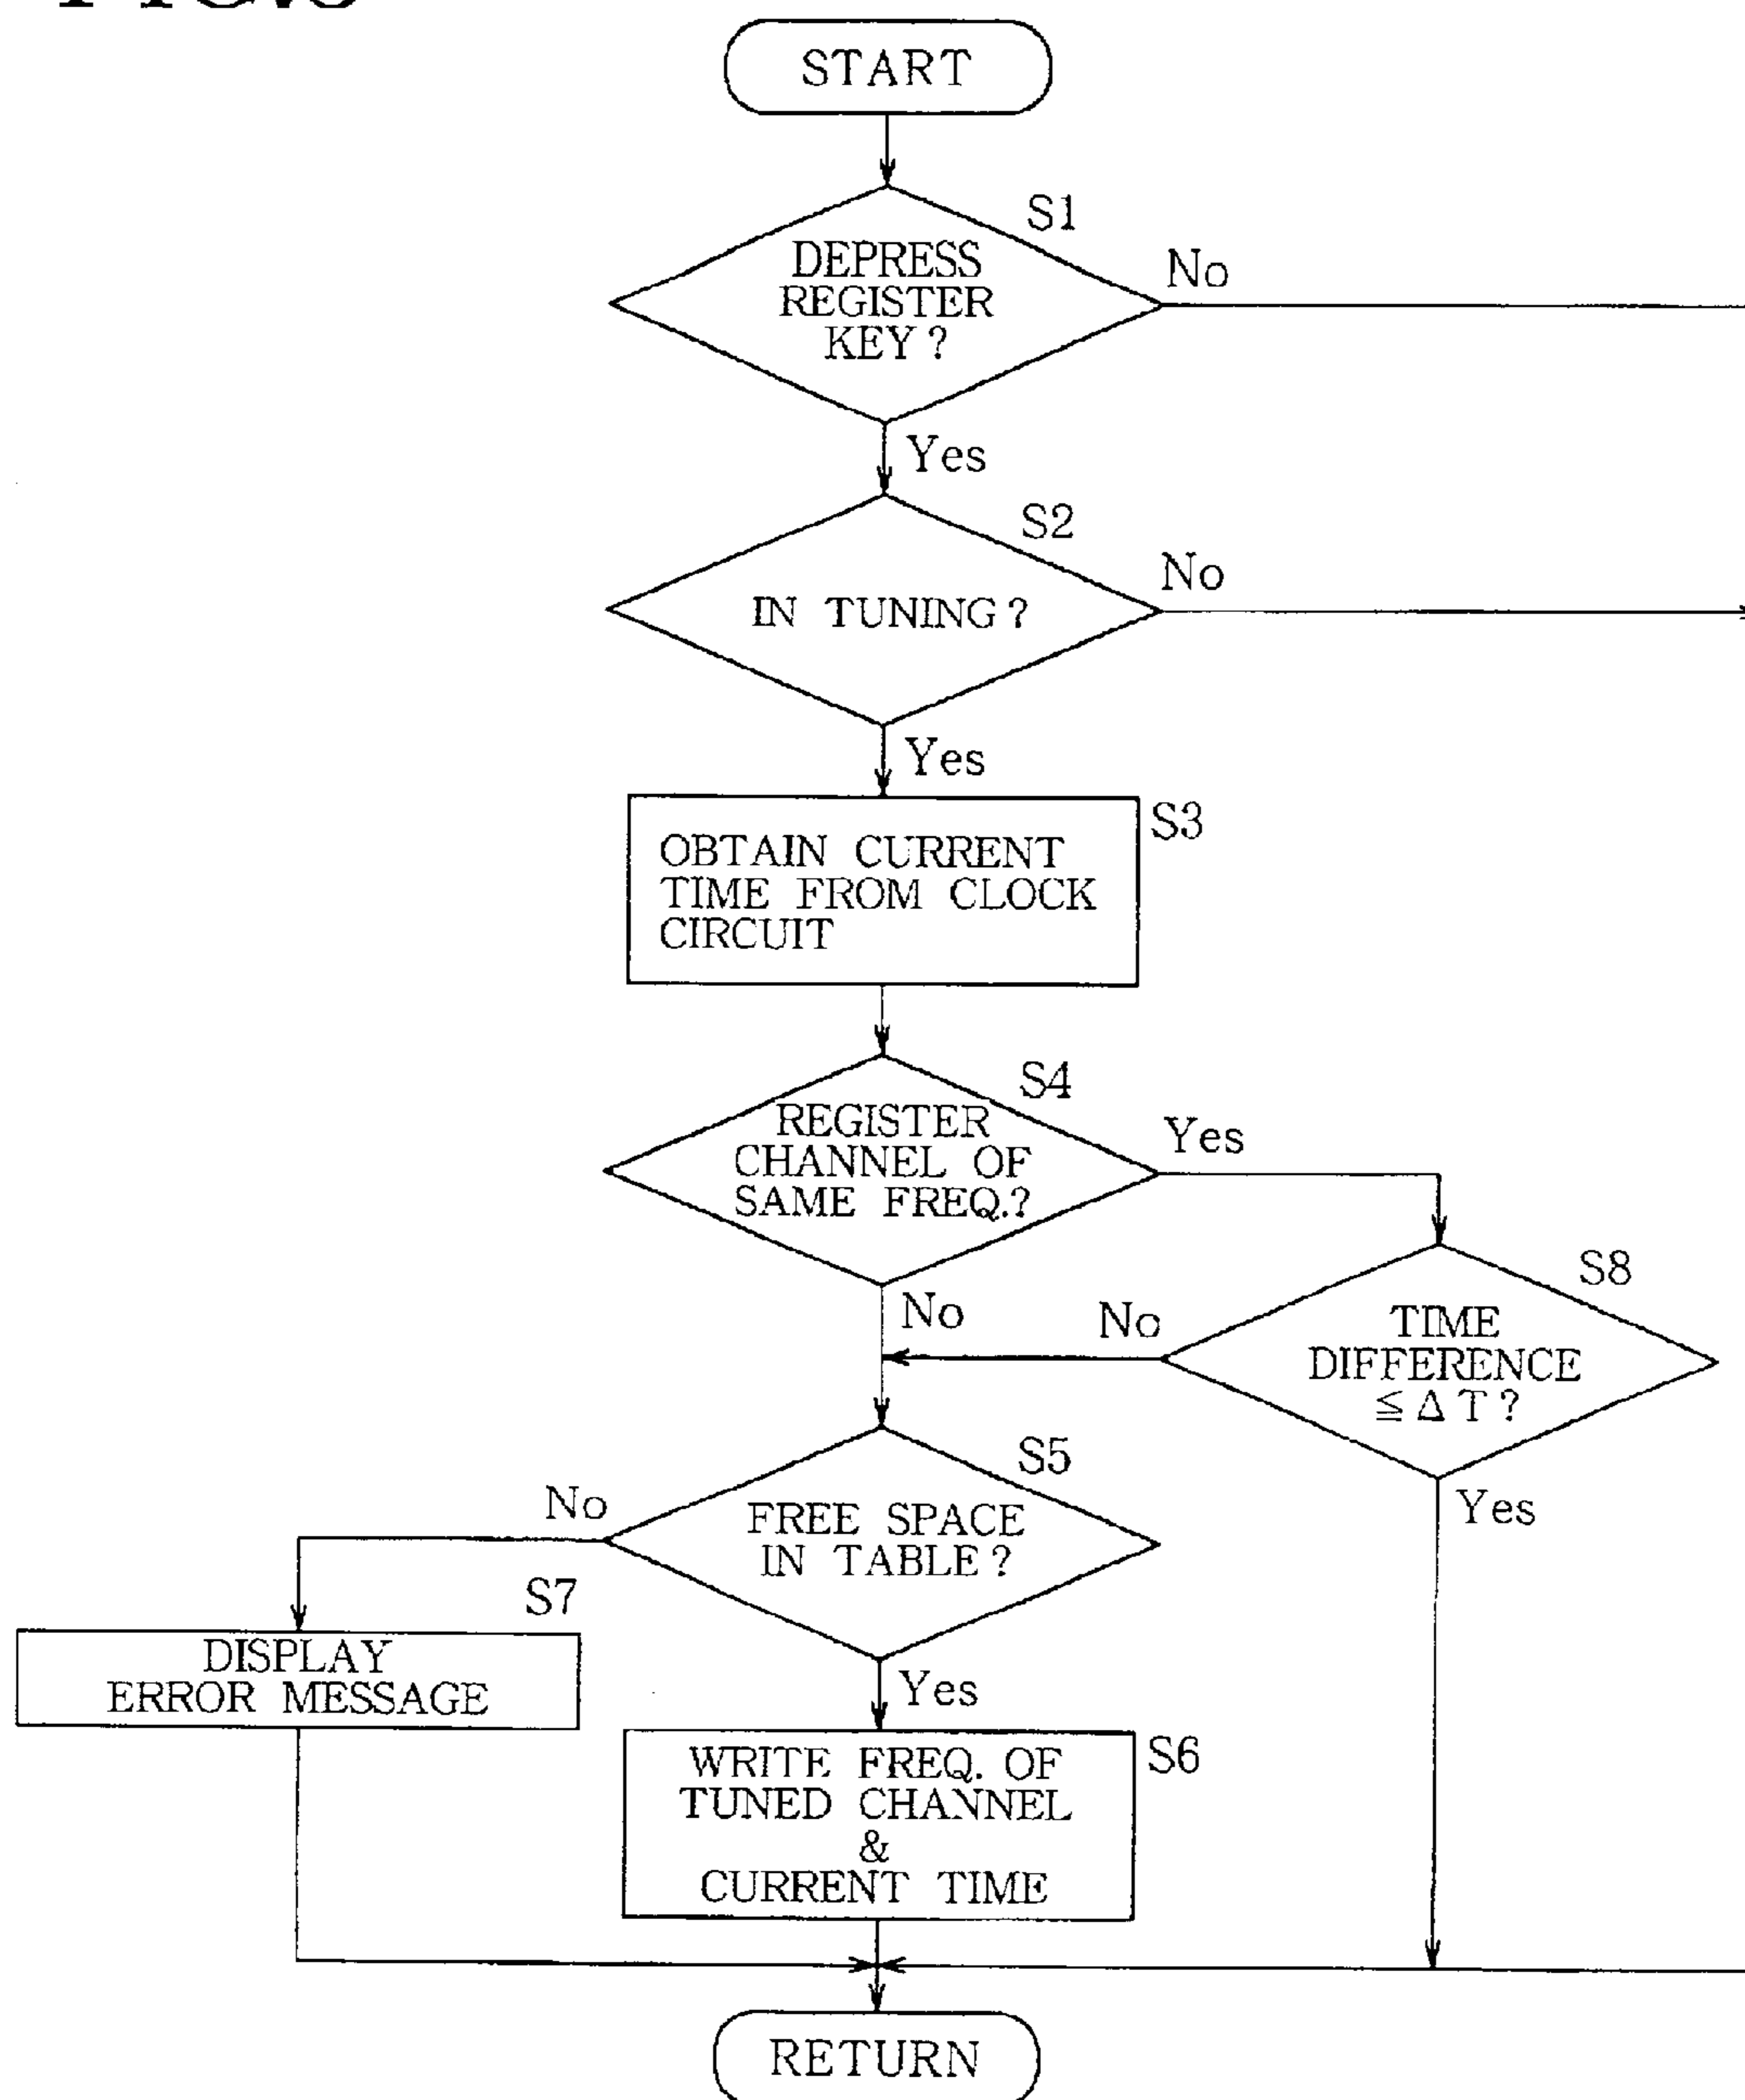 START
S1
DEPRESS
REGISTER
KEY?
No
Yes
S2
IN TUNING?
No
Yes
S3
OBTAIN CURRENT
TIME FROM CLOCK
CIRCUIT
S4
REGISTER
CHANNEL OF
SAME FREQ.?
Yes
No
S8
TIME
DIFFERENCE
≦ΔT?
No
Yes
S5
FREE SPACE
IN TABLE?
No
S7
DISPLAY
ERROR MESSAGE
Yes
S6
WRITE FREQ. OF
TUNED CHANNEL
&
CURRENT TIME
RETURN